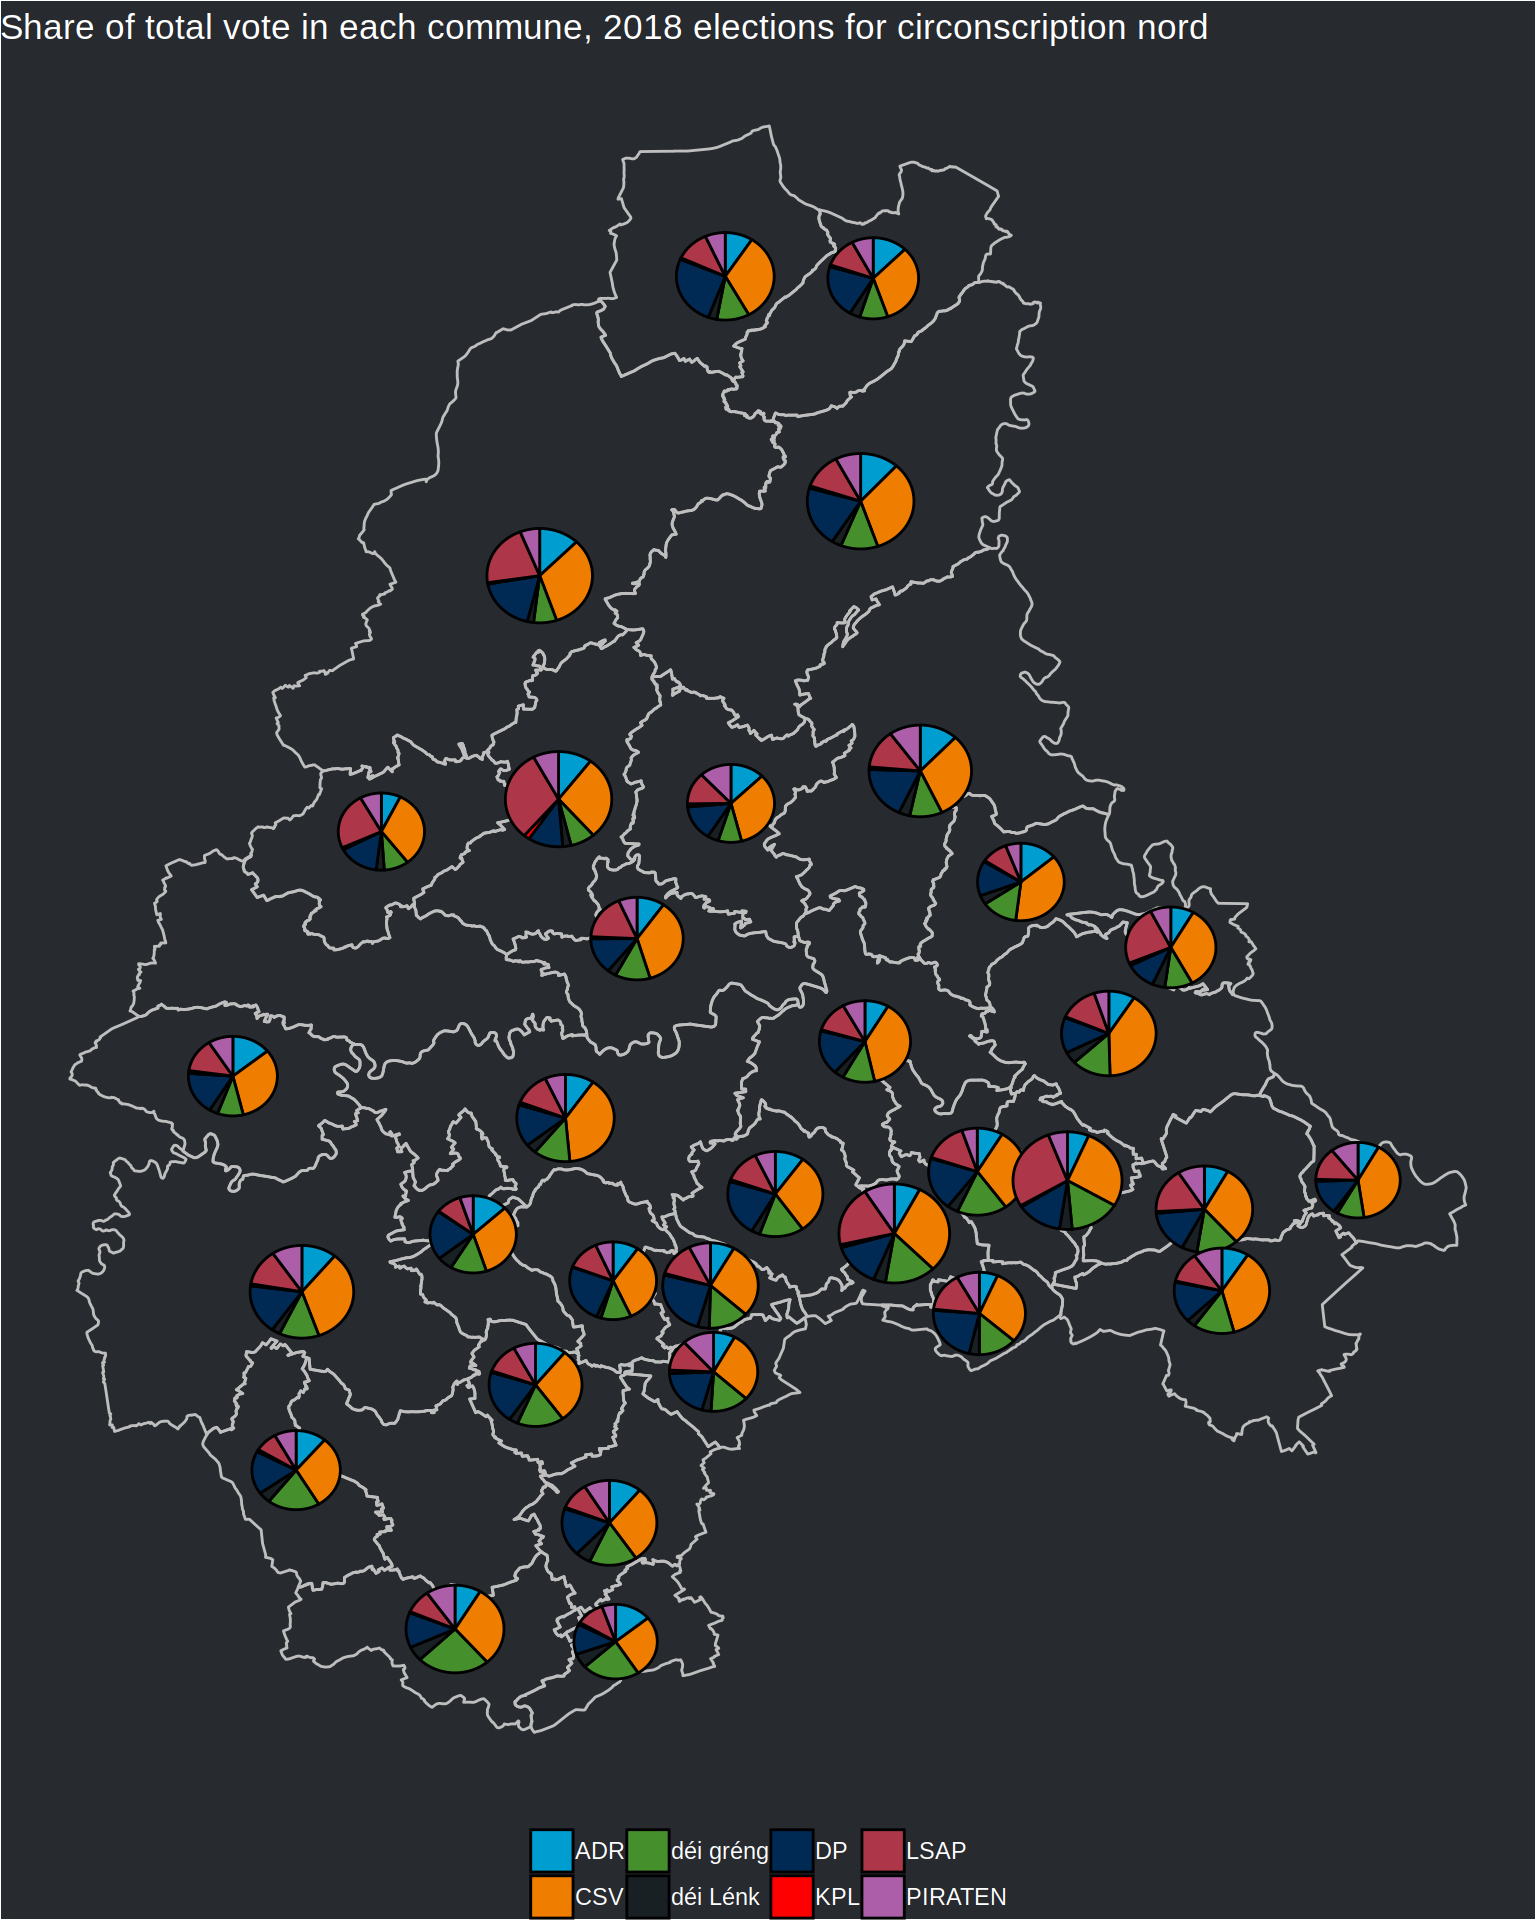 Share of total vote in each commune, 2018 elections for circonscription nord
ADR déi gréng DP LSAP
CSV déi Lénk KPL PIRATEN